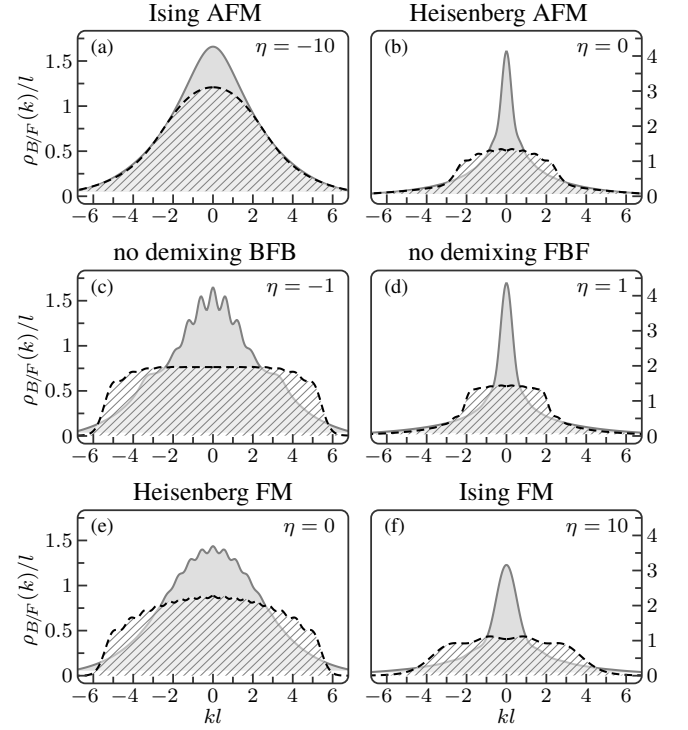 Ising AFM
Heisenberg AFM
(a) η = −10
(b) η = 0
ρB/F(k)/l
0 0.5 1 1.5
0 1 2 3 4
−6 −4 −2 0 2 4 6
−6 −4 −2 0 2 4 6
no demixing BFB
no demixing FBF
(c) η = −1
(d) η = 1
ρB/F(k)/l
0 0.5 1 1.5
0 1 2 3 4
−6 −4 −2 0 2 4 6
−6 −4 −2 0 2 4 6
Heisenberg FM
Ising FM
(e) η = 0
(f) η = 10
ρB/F(k)/l
0 0.5 1 1.5
0 1 2 3 4
−6 −4 −2 0 2 4 6
−6 −4 −2 0 2 4 6
kl
kl